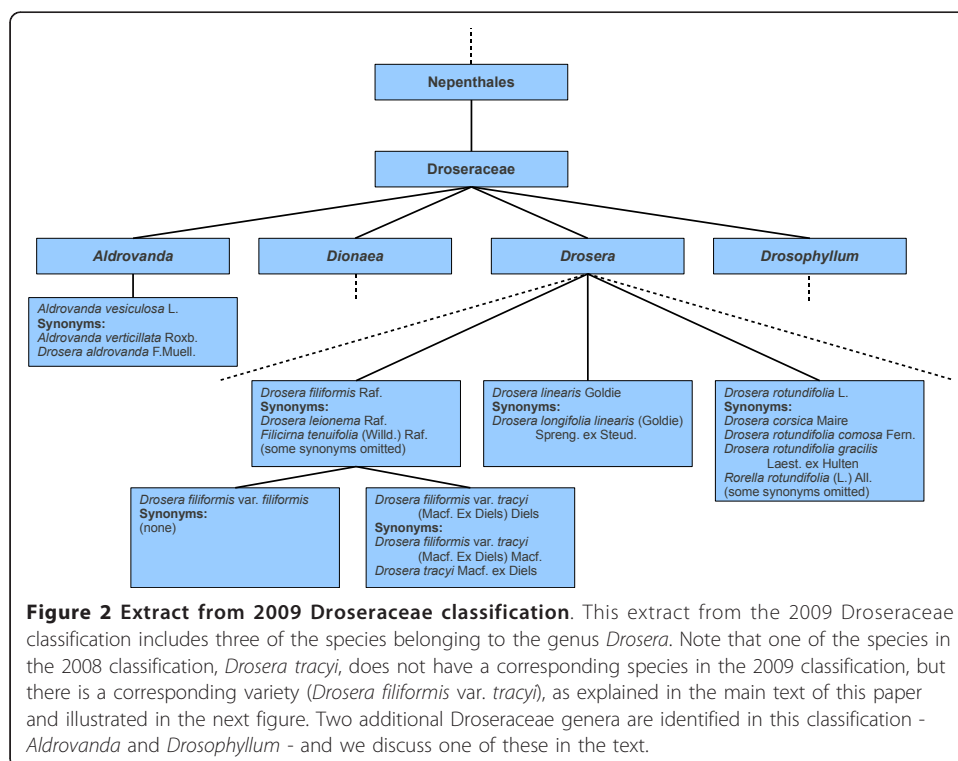 Nepenthales
Droseraceae
Aldrovanda
Dionaea
Drosera
Drosophyllum
Aldrovanda vesiculosa L.
Synonyms:
Aldrovanda verticillata Roxb.
Drosera aldrovanda F.Muell.
Drosera filiformis Raf.
Synonyms:
Drosera leionema Raf.
Filicirna tenuifolia (Willd.) Raf.
(some synonyms omitted)
Drosera linearis Goldie
Synonyms:
Drosera longifolia linearis (Goldie)
Spreng. ex Steud.
Drosera rotundifolia L.
Synonyms:
Drosera corsica Maire
Drosera rotundifolia comosa Fern.
Drosera rotundifolia gracilis
Laest. ex Hulten
Rorella rotundifolia (L.) All.
(some synonyms omitted)
Drosera filiformis var. filiformis
Synonyms:
(none)
Drosera filiformis var. tracyi
(Macf. Ex Diels) Diels
Synonyms:
Drosera filiformis var. tracyi
(Macf. Ex Diels) Macf.
Drosera tracyi Macf. ex Diels
Figure 2 Extract from 2009 Droseraceae classification. This extract from the 2009 Droseraceae
classification includes three of the species belonging to the genus Drosera. Note that one of the species in
the 2008 classification, Drosera tracyi, does not have a corresponding species in the 2009 classification, but
there is a corresponding variety (Drosera filiformis var. tracyi), as explained in the main text of this paper
and illustrated in the next figure. Two additional Droseraceae genera are identified in this classification -
Aldrovanda and Drosophyllum - and we discuss one of these in the text.